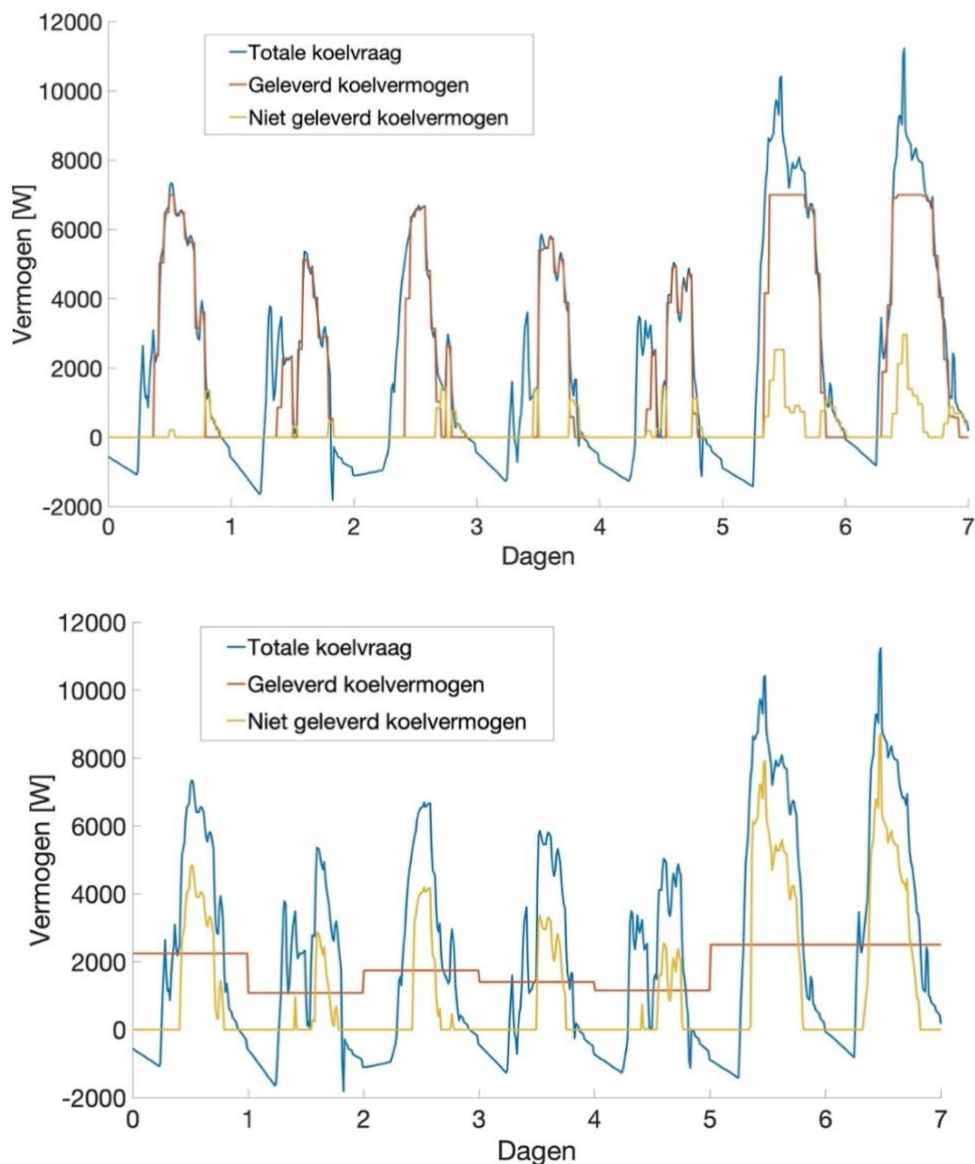 12000
10000
8000
6000
4000
2000
0
-2000
Vermogen [W]
Totale koelvraag
Geleverd koelvermogen
Niet geleverd koelvermogen
0 1 2 3 4 5 6 7
Dagen
12000
10000
8000
6000
4000
2000
0
-2000
Vermogen [W]
Totale koelvraag
Geleverd koelvermogen
Niet geleverd koelvermogen
0 1 2 3 4 5 6 7
Dagen